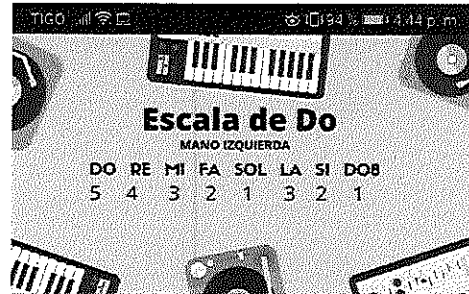 TIGO 94 % 4:44 p. m.
Escala de Do
MANO IZQUIERDA
DO RE MI FA SOL LA SI DO8
5 4 3 2 1 3 2 1